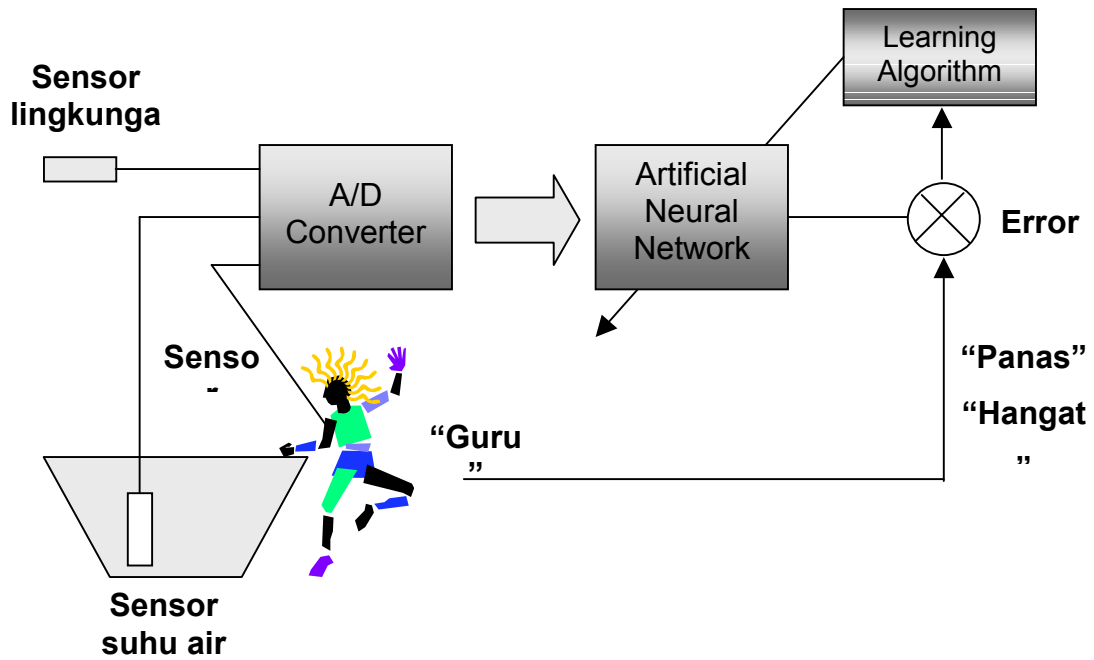 Learning
Algorithm
Sensor
lingkunga
A/D
Converter
Artificial
Neural
Network
Error
Senso
“Panas”
“Hangat
”
“Guru
”
Sensor
suhu air